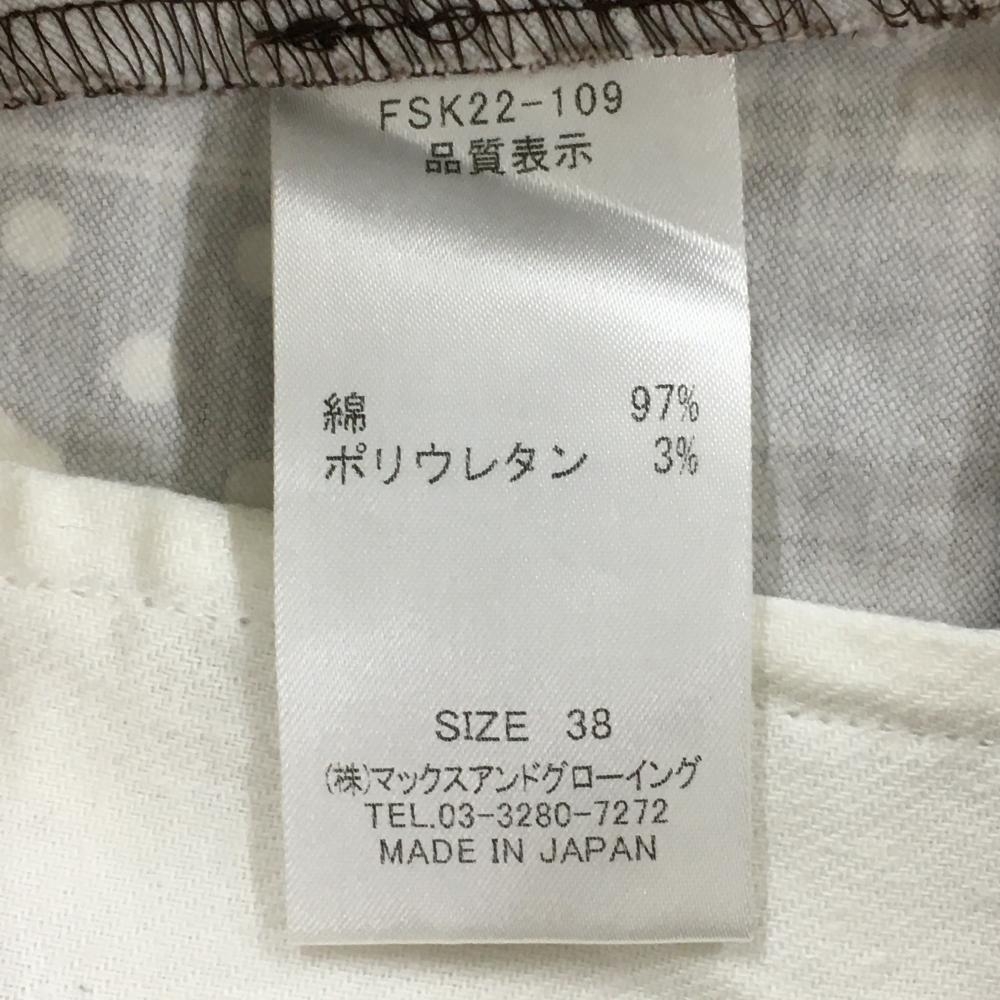 FSK22-109
品質表示
綿 97%
ポリウレタン 3%
SIZE 38
(株)マックスアンドグローイング
TEL.03-3280-7272
MADE IN JAPAN